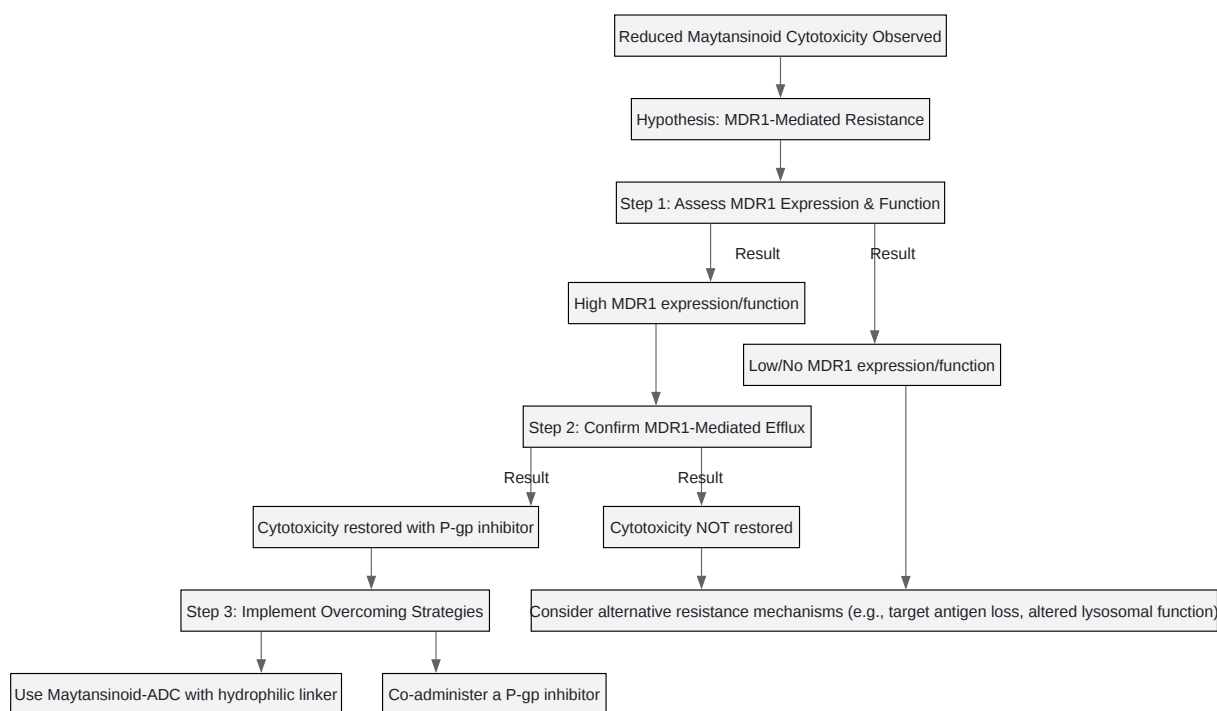 Reduced Maytansinoid Cytotoxicity Observed
Hypothesis: MDR1-Mediated Resistance
Step 1: Assess MDR1 Expression & Function
Result
Result
High MDR1 expression/function
Low/No MDR1 expression/function
Step 2: Confirm MDR1-Mediated Efflux
Result
Result
Cytotoxicity restored with P-gp inhibitor
Cytotoxicity NOT restored
Step 3: Implement Overcoming Strategies
Consider alternative resistance mechanisms (e.g., target antigen loss, altered lysosomal function)
Use Maytansinoid-ADC with hydrophilic linker
Co-administer a P-gp inhibitor